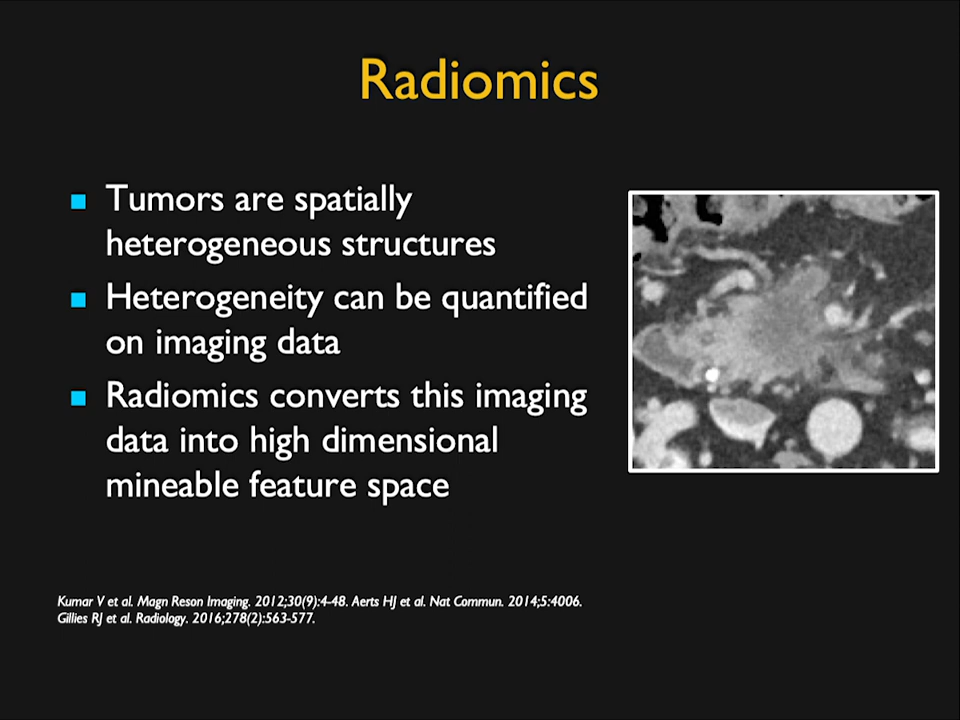 Radiomics
Tumors are spatially
heterogeneous structures
Heterogeneity can be quantified
on imaging data
Radiomics converts this imaging
data into high dimensional
mineable feature space
Kumar V et al. Magn Reson Imaging. 2012;30(9):4-48. Aerts HJ et al. Nat Commun. 2014;5:4006.
Gillies RJ et al. Radiology. 2016;278(2):563-577.